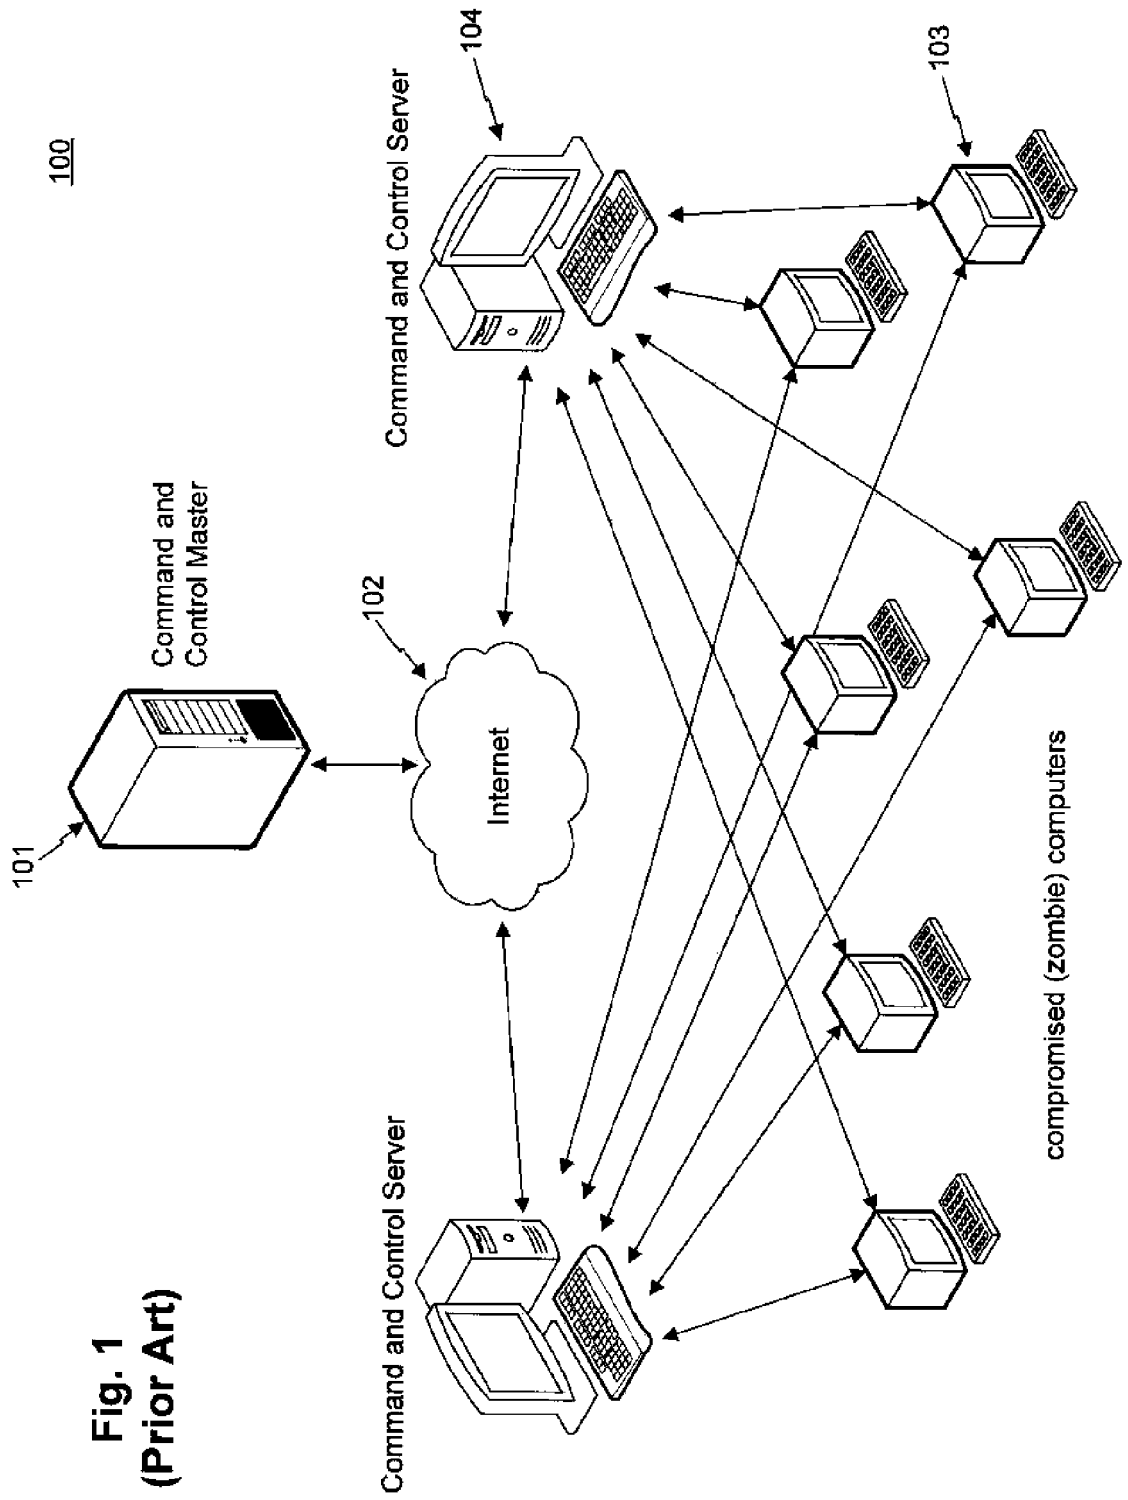 Fig. 1
(Prior Art)
100
101
Command and
Control Master
102
Internet
Command and Control Server
Command and Control Server
104
103
compromised (zombie) computers